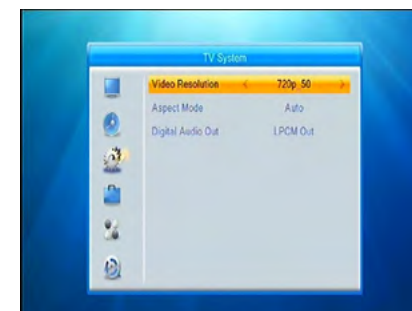 TV System
Video Resolution < 720p_50 >
Aspect Mode Auto
Digital Audio Out LPCM Out